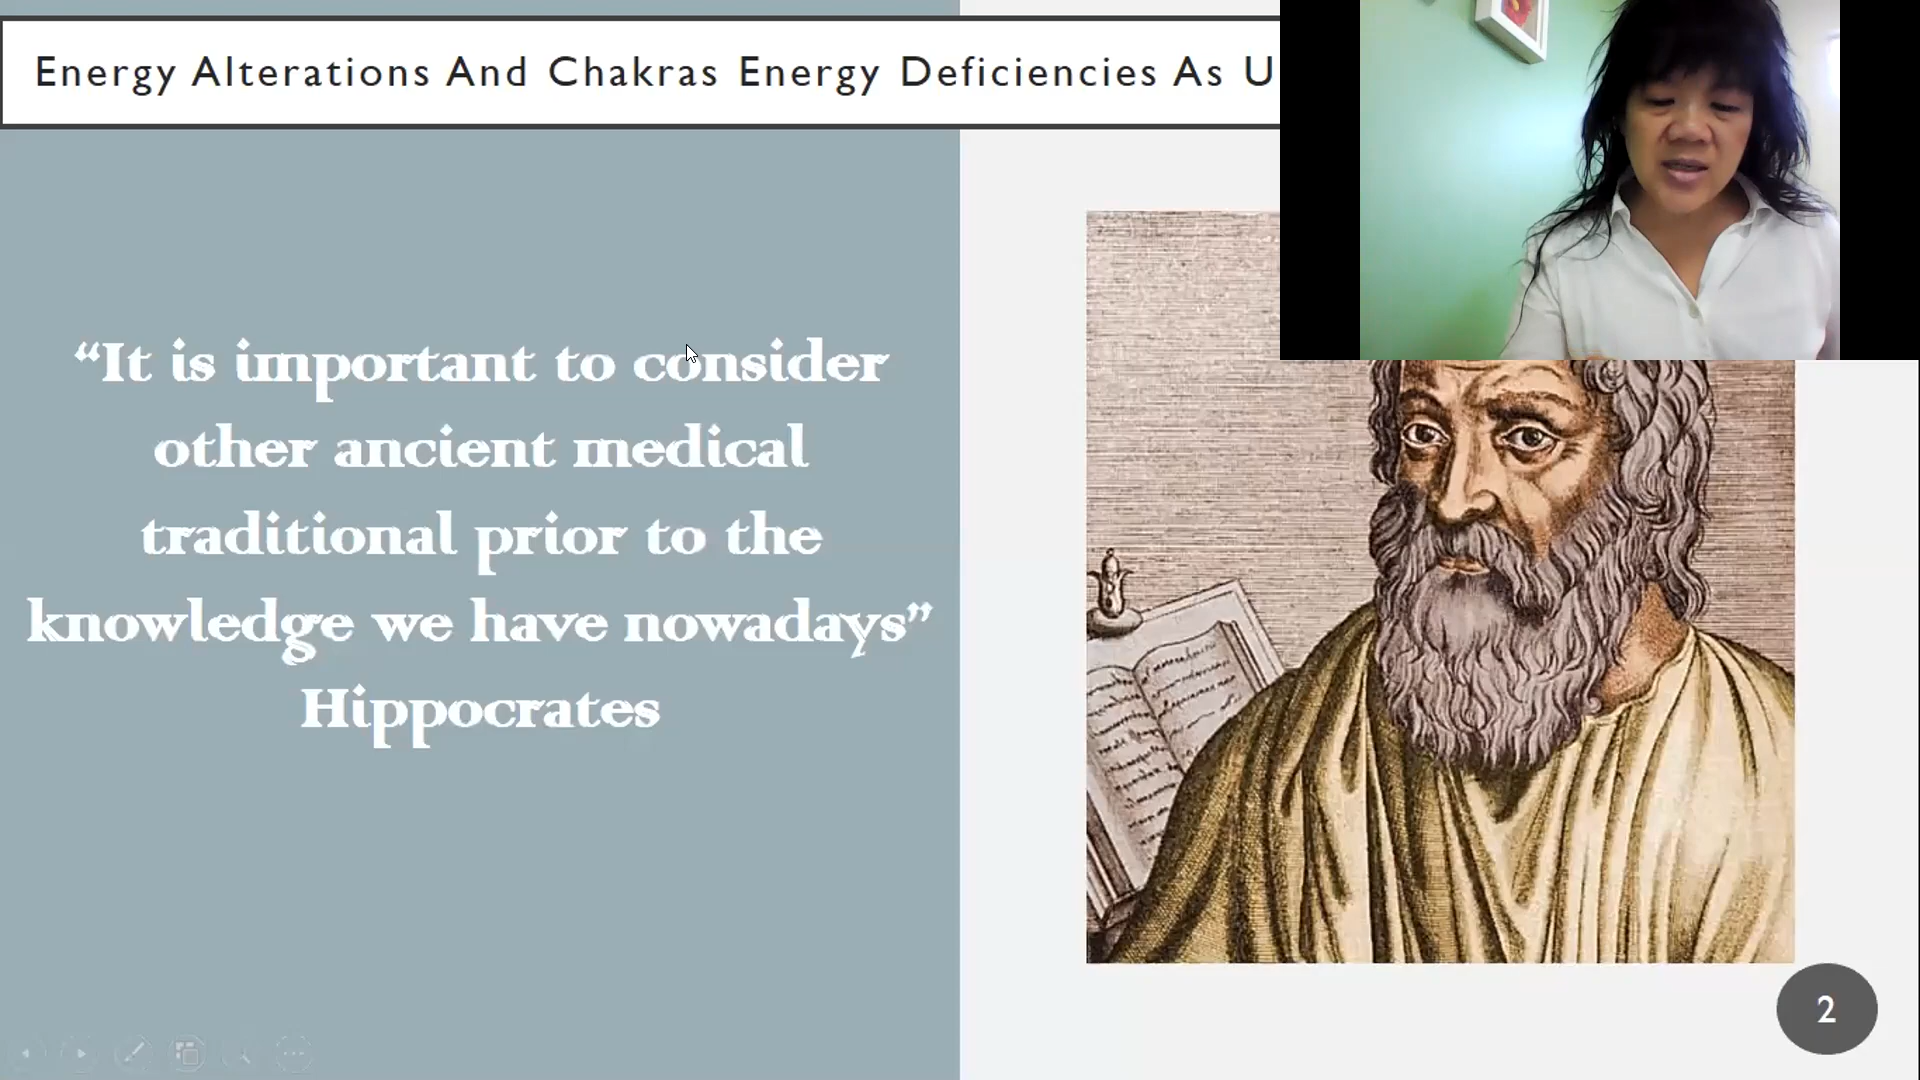 Energy Alterations And Chakras Energy Deficiencies As U
“It is important to consider
other ancient medical
traditional prior to the
knowledge we have nowadays”
Hippocrates
2